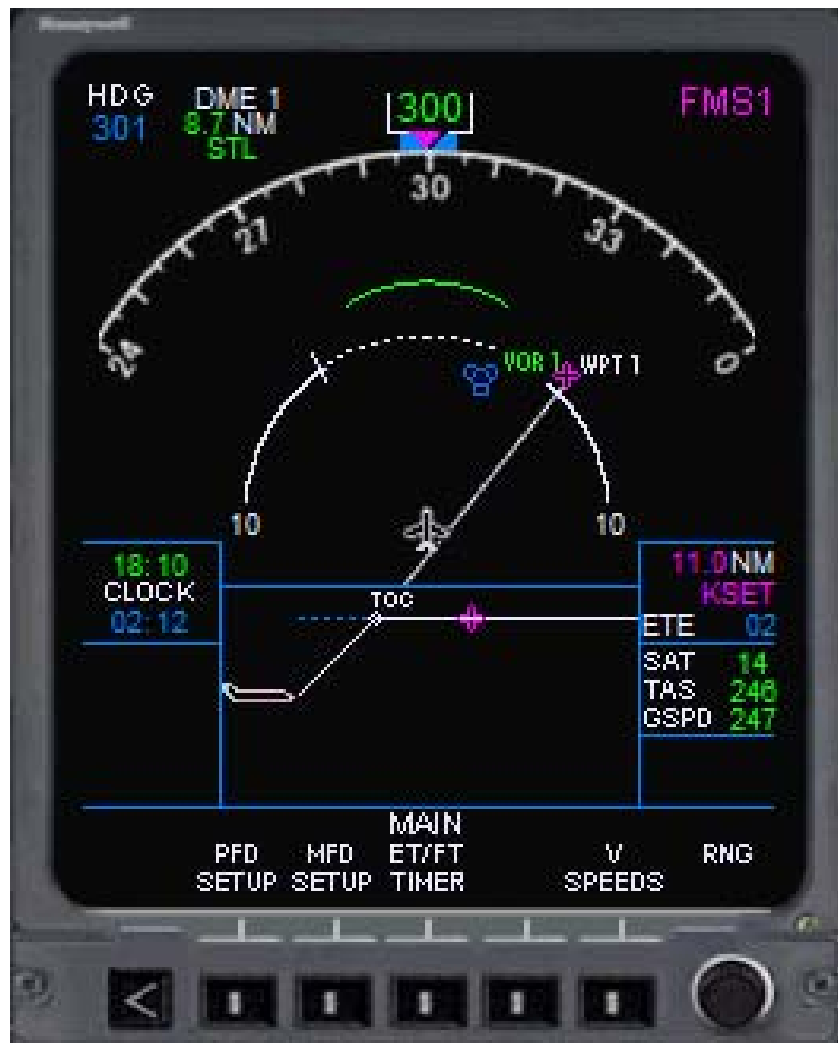 Honeywell
HDG
301
DME 1
8.7 NM
STL
300
FMS1
24
27
30
33
0
VOR 1
WPT 1
10
10
18:10
CLOCK
02:12
TOC
11.0 NM
KSET
ETE 02
SAT 14
TAS 246
GSPD 247
MAIN
PFD MFD ET/FT V RNG
SETUP SETUP TIMER SPEEDS
<